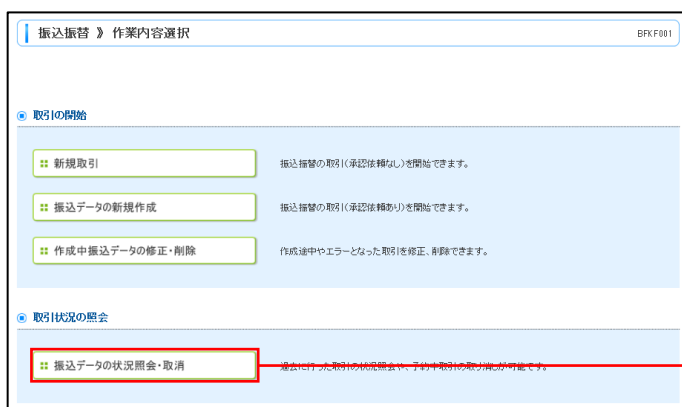 振込振替 》 作業内容選択
BFKF001
取引の開始
新規取引
振込振替の取引(承認依頼なし)を開始できます。
振込データの新規作成
振込振替の取引(承認依頼あり)を開始できます。
作成中振込データの修正・削除
作成途中やエラーとなった取引を修正、削除できます。
取引状況の照会
振込データの状況照会・取消
過去に行った取引の状況照会や、予約中取引の取り消しが可能です。